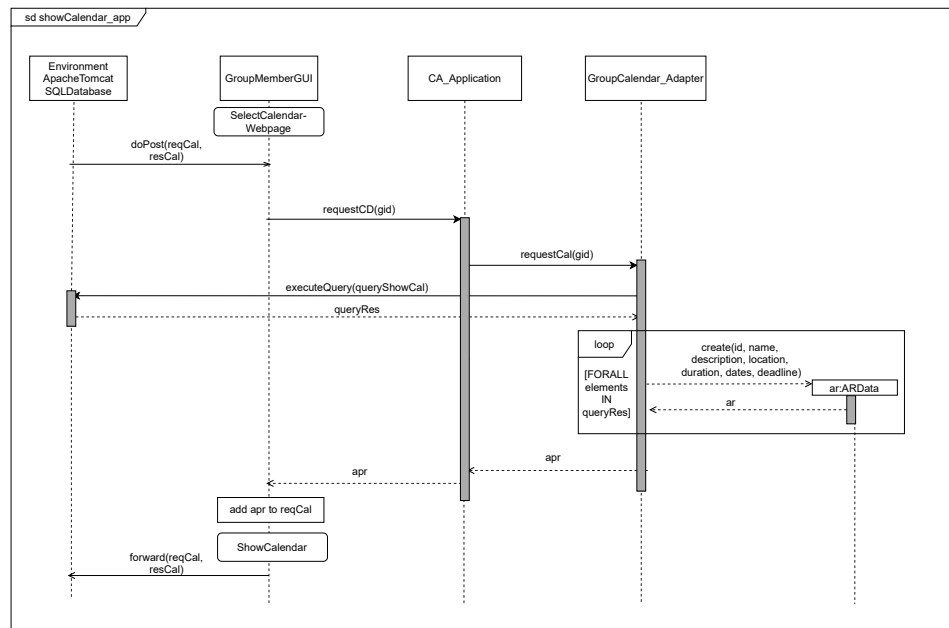 sd showCalendar_app
Environment
ApacheTomcat
SQLDatabase
GroupMemberGUI
CA_Application
GroupCalendar_Adapter
SelectCalendar-
Webpage
doPost(reqCal,
resCal)
requestCD(gid)
requestCal(gid)
executeQuery(queryShowCal)
queryRes
loop
[FORALL
elements
IN
queryRes]
create(id, name,
description, location,
duration, dates, deadline)
ar:ARData
ar
apr
apr
add apr to reqCal
ShowCalendar
forward(reqCal,
resCal)